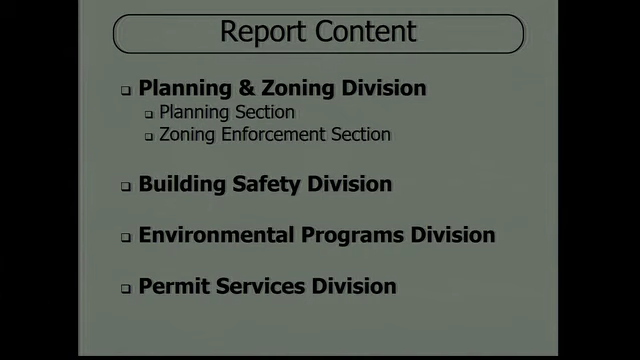 Report Content
Planning & Zoning Division
Planning Section
Zoning Enforcement Section
Building Safety Division
Environmental Programs Division
Permit Services Division